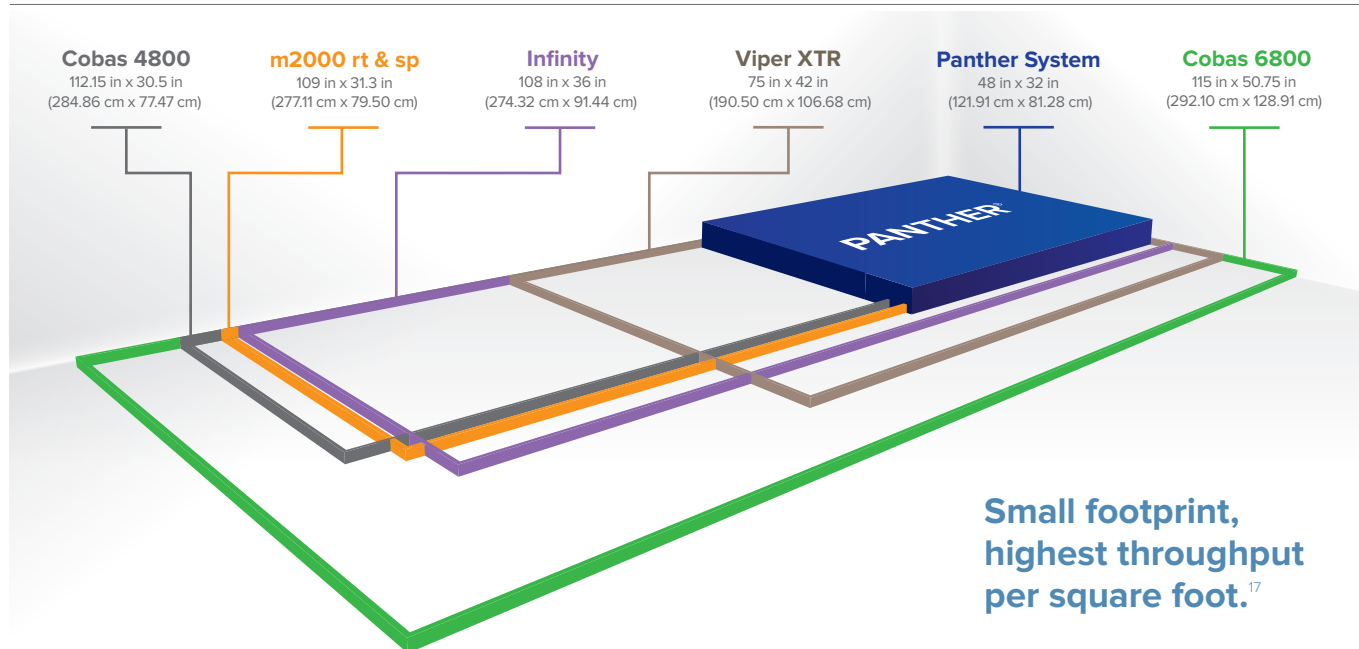 Cobas 4800
112.15 in x 30.5 in
(284.86 cm x 77.47 cm)
m2000 rt & sp
109 in x 31.3 in
(277.11 cm x 79.50 cm)
Infinity
108 in x 36 in
(274.32 cm x 91.44 cm)
Viper XTR
75 in x 42 in
(190.50 cm x 106.68 cm)
Panther System
48 in x 32 in
(121.91 cm x 81.28 cm)
Cobas 6800
115 in x 50.75 in
(292.10 cm x 128.91 cm)
PANTHER
Small footprint,
highest throughput
per square foot.17